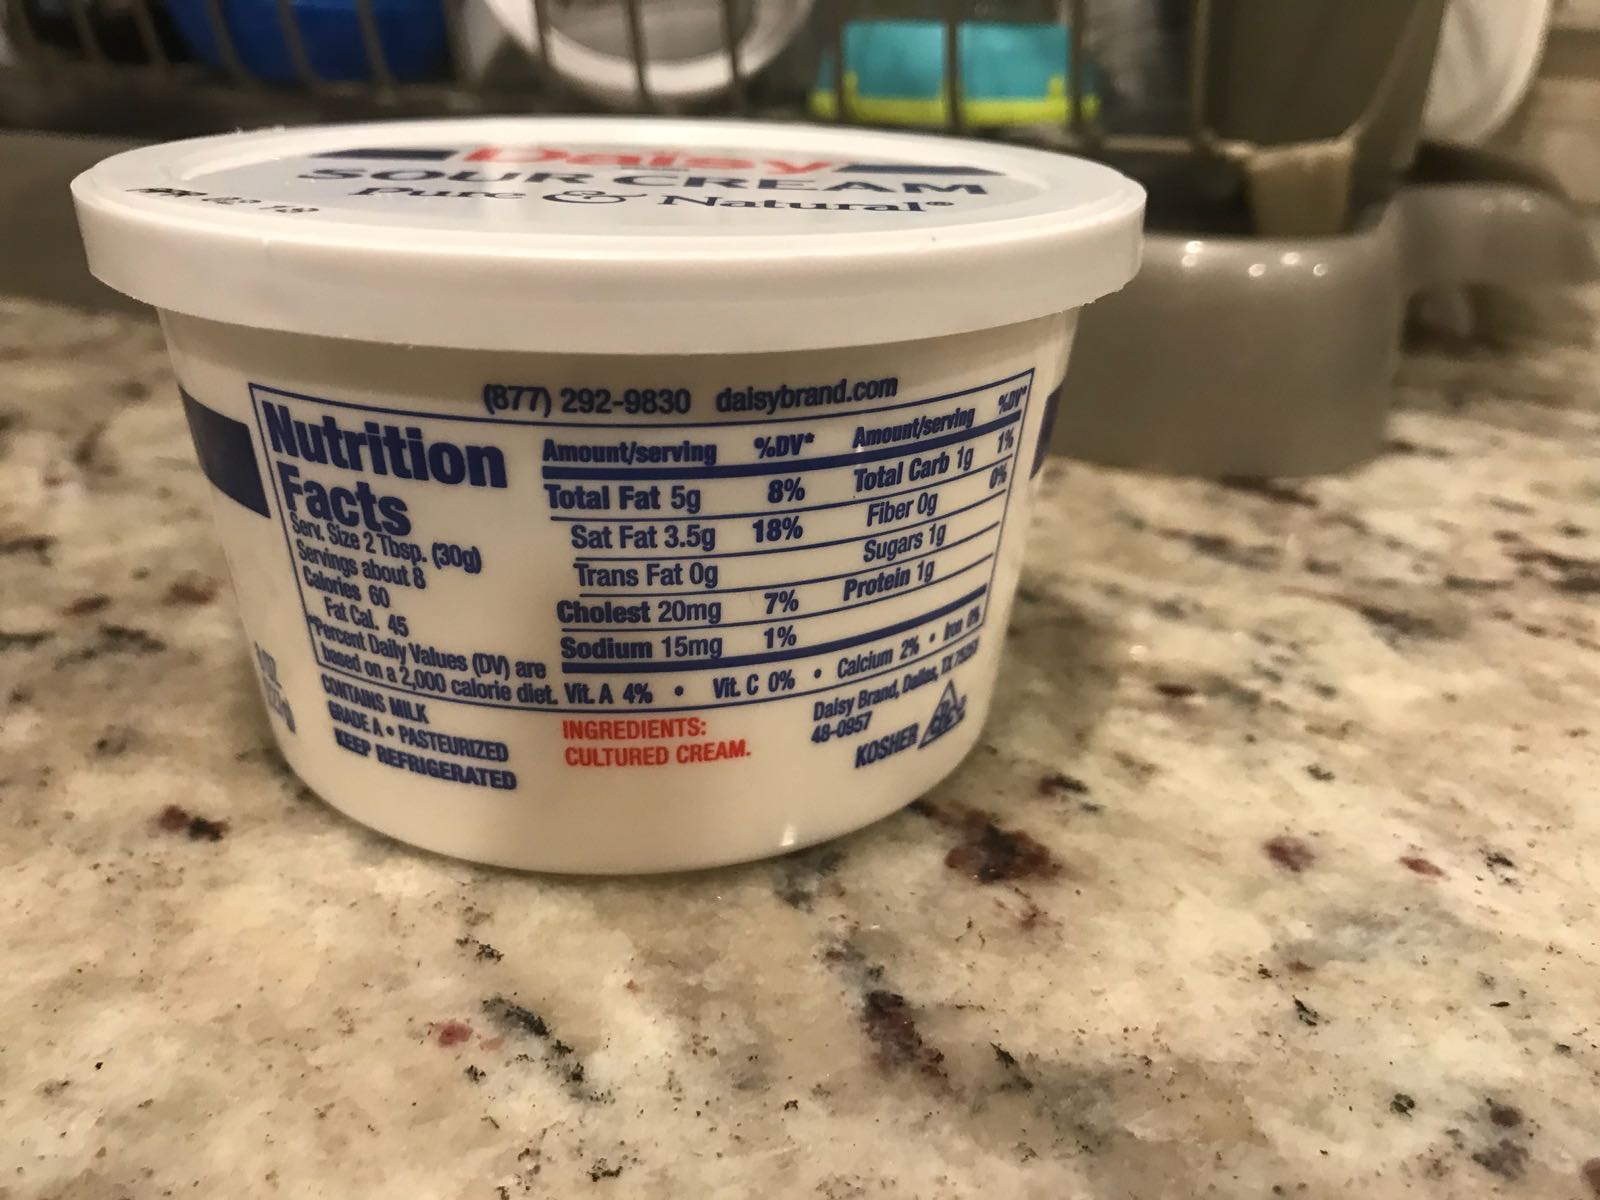 Daisy
SOUR CREAM
Pure & Natural®
(877) 292-9830 daisybrand.com
Nutrition
Facts
Serv. Size 2 Tbsp. (30g)
Servings about 8
Calories 60
Fat Cal. 45
*Percent Daily Values (DV) are
based on a 2,000 calorie diet.
Amount/serving %DV*
Total Fat 5g 8%
Sat Fat 3.5g 18%
Trans Fat 0g
Cholest 20mg 7%
Sodium 15mg 1%
Amount/serving %DV*
Total Carb 1g 1%
Fiber 0g 0%
Sugars 1g
Protein 1g
Vit. A 4% • Vit. C 0% • Calcium 2% • Iron 0%
CONTAINS MILK
GRADE A • PASTEURIZED
KEEP REFRIGERATED
INGREDIENTS:
CULTURED CREAM.
Daisy Brand, Dallas, TX
48-0957
KOSHER